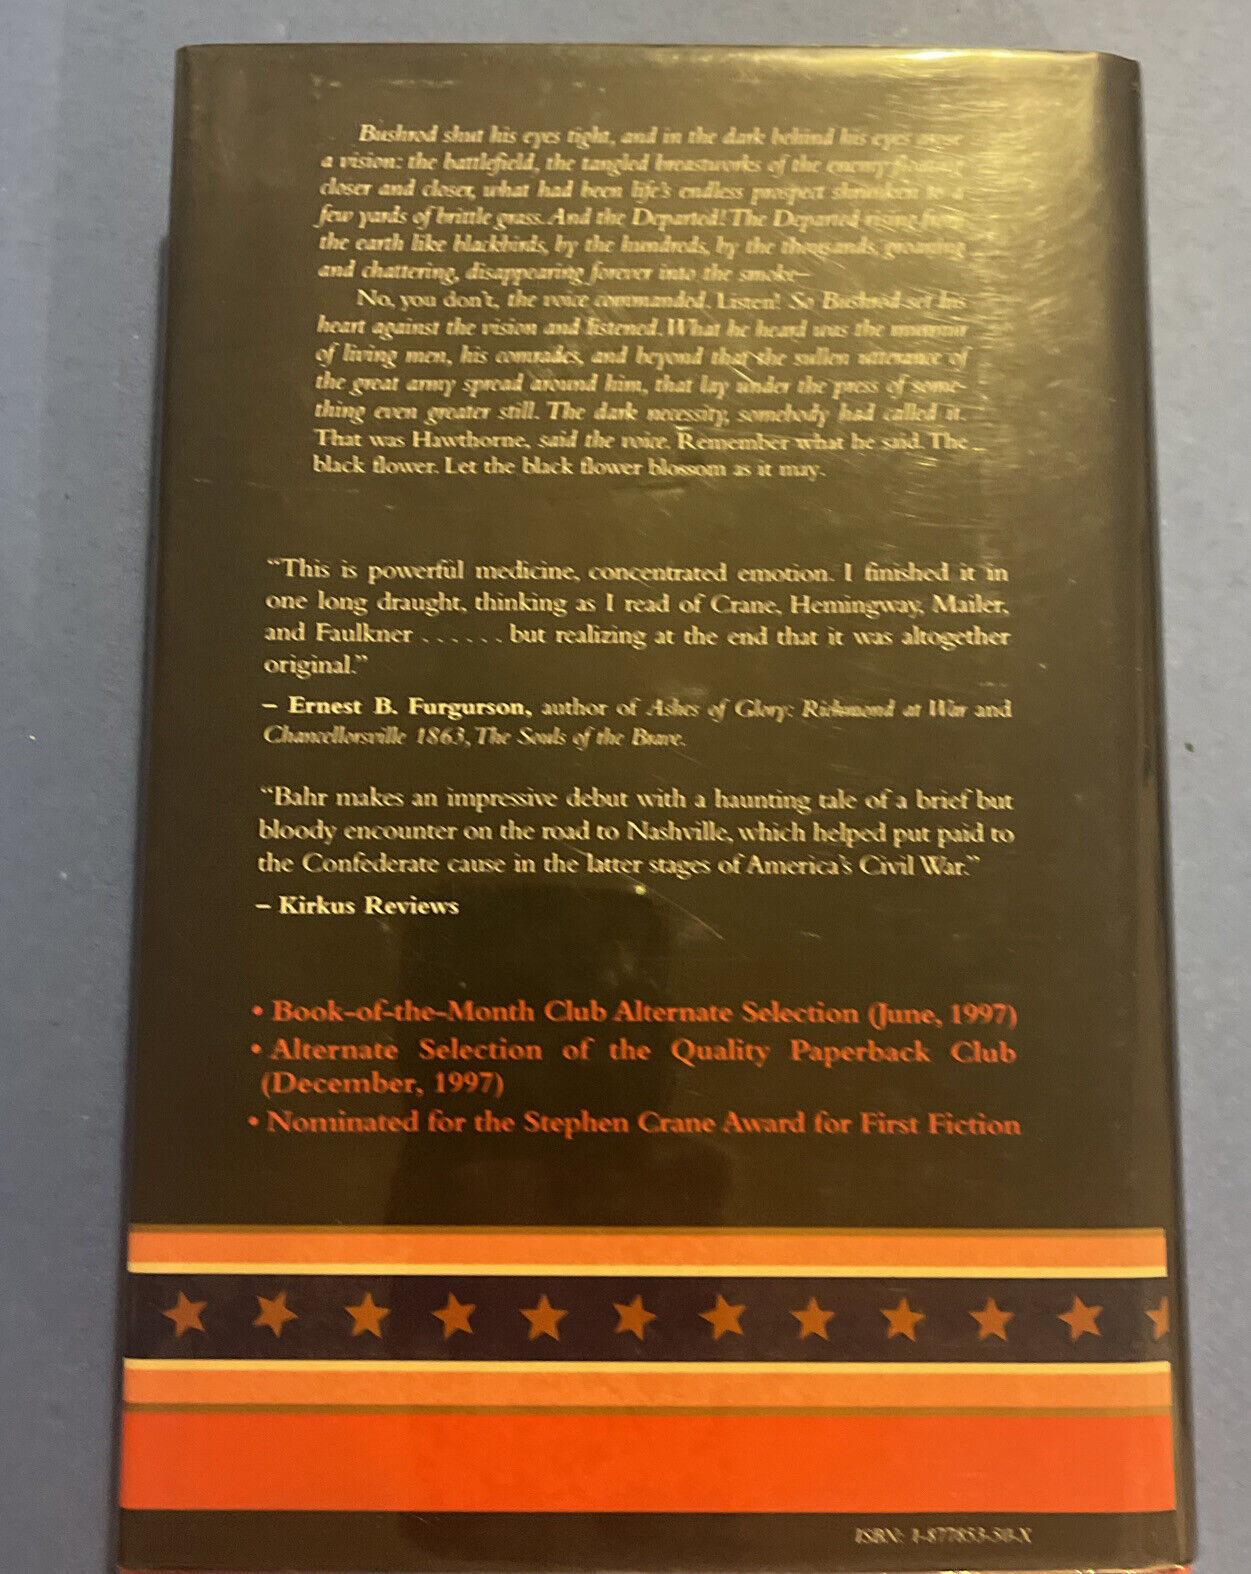 Bushrod shut his eyes tight, and in the dark behind his eyes arose
a vision: the battlefield, the tangled breastworks of the enemy floating
closer and closer, what had been life's endless prospect shrunken to a
few yards of brittle grass. And the Departed! The Departed rising from
the earth like blackbirds, by the hundreds, by the thousands, groaning
and chattering, disappearing forever into the smoke–
No, you don't, the voice commanded. Listen! So Bushrod set his
heart against the vision and listened. What he heard was the murmur
of living men, his comrades, and beyond that the sullen utterance of
the great army spread around him, that lay under the press of some-
thing even greater still. The dark necessity, somebody had called it.
That was Hawthorne, said the voice. Remember what he said. The
black flower. Let the black flower blossom as it may.
“This is powerful medicine, concentrated emotion. I finished it in
one long draught, thinking as I read of Crane, Hemingway, Mailer,
and Faulkner . . . . . . but realizing at the end that it was altogether
original.”
– Ernest B. Furgurson, author of Ashes of Glory: Richmond at War and
Chancellorsville 1863, The Souls of the Brave.
“Bahr makes an impressive debut with a haunting tale of a brief but
bloody encounter on the road to Nashville, which helped put paid to
the Confederate cause in the latter stages of America's Civil War.”
– Kirkus Reviews
• Book-of-the-Month Club Alternate Selection (June, 1997)
• Alternate Selection of the Quality Paperback Club
(December, 1997)
• Nominated for the Stephen Crane Award for First Fiction
ISBN: 1-877853-50-X